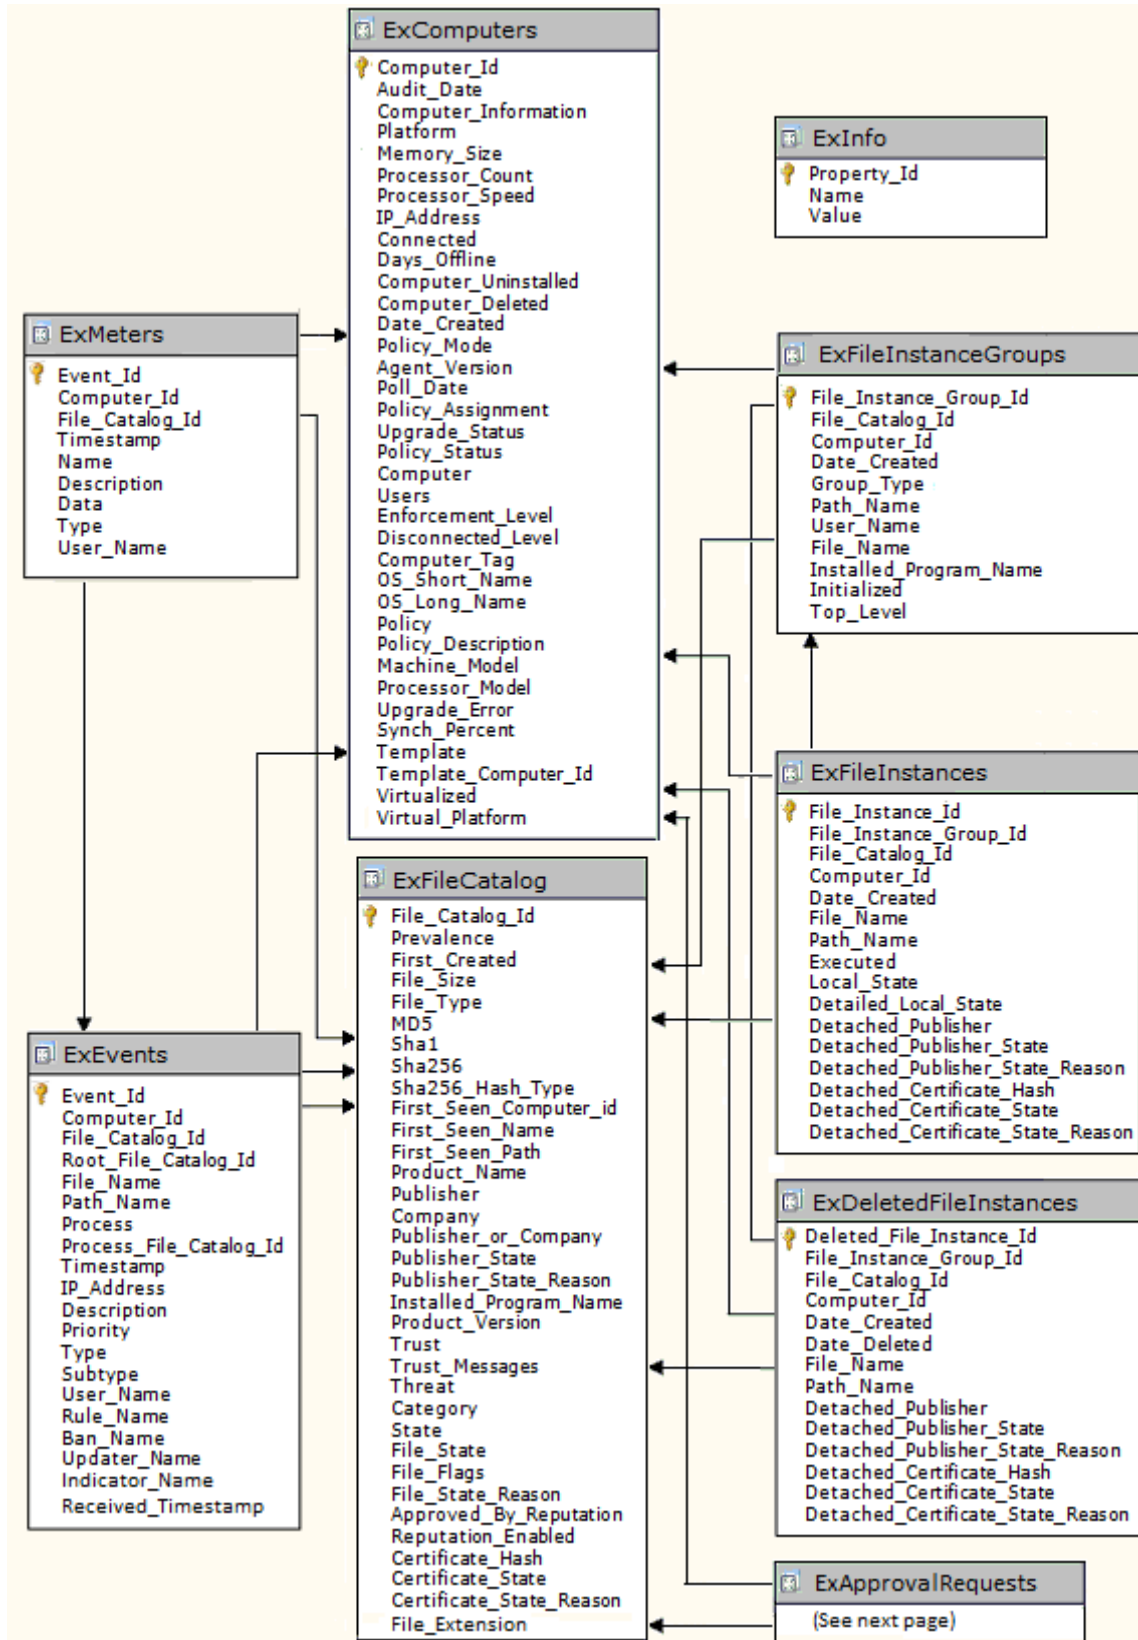 ExComputers
Computer_Id
Audit_Date
Computer_Information
Platform
Memory_Size
Processor_Count
Processor_Speed
IP_Address
Connected
Days_Offline
Computer_Uninstalled
Computer_Deleted
Date_Created
Policy_Mode
Agent_Version
Poll_Date
Policy_Assignment
Upgrade_Status
Policy_Status
Computer
Users
Enforcement_Level
Disconnected_Level
Computer_Tag
OS_Short_Name
OS_Long_Name
Policy
Policy_Description
Machine_Model
Processor_Model
Upgrade_Error
Synch_Percent
Template
Template_Computer_Id
Virtualized
Virtual_Platform
ExInfo
Property_Id
Name
Value
ExMeters
Event_Id
Computer_Id
File_Catalog_Id
Timestamp
Name
Description
Data
Type
User_Name
ExFileInstanceGroups
File_Instance_Group_Id
File_Catalog_Id
Computer_Id
Date_Created
Group_Type
Path_Name
User_Name
File_Name
Installed_Program_Name
Initialized
Top_Level
ExFileInstances
File_Instance_Id
File_Instance_Group_Id
File_Catalog_Id
Computer_Id
Date_Created
File_Name
Path_Name
Executed
Local_State
Detailed_Local_State
Detached_Publisher
Detached_Publisher_State
Detached_Publisher_State_Reason
Detached_Certificate_Hash
Detached_Certificate_State
Detached_Certificate_State_Reason
ExFileCatalog
File_Catalog_Id
Prevalence
First_Created
File_Size
File_Type
MD5
Sha1
Sha256
Sha256_Hash_Type
First_Seen_Computer_id
First_Seen_Name
First_Seen_Path
Product_Name
Publisher
Company
Publisher_or_Company
Publisher_State
Publisher_State_Reason
Installed_Program_Name
Product_Version
Trust
Trust_Messages
Threat
Category
State
File_State
File_Flags
File_State_Reason
Approved_By_Reputation
Reputation_Enabled
Certificate_Hash
Certificate_State
Certificate_State_Reason
File_Extension
ExEvents
Event_Id
Computer_Id
File_Catalog_Id
Root_File_Catalog_Id
File_Name
Path_Name
Process
Process_File_Catalog_Id
Timestamp
IP_Address
Description
Priority
Type
Subtype
User_Name
Rule_Name
Ban_Name
Updater_Name
Indicator_Name
Received_Timestamp
ExDeletedFileInstances
Deleted_File_Instance_Id
File_Instance_Group_Id
File_Catalog_Id
Computer_Id
Date_Created
Date_Deleted
File_Name
Path_Name
Detached_Publisher
Detached_Publisher_State
Detached_Publisher_State_Reason
Detached_Certificate_Hash
Detached_Certificate_State
Detached_Certificate_State_Reason
ExApprovalRequests
(See next page)